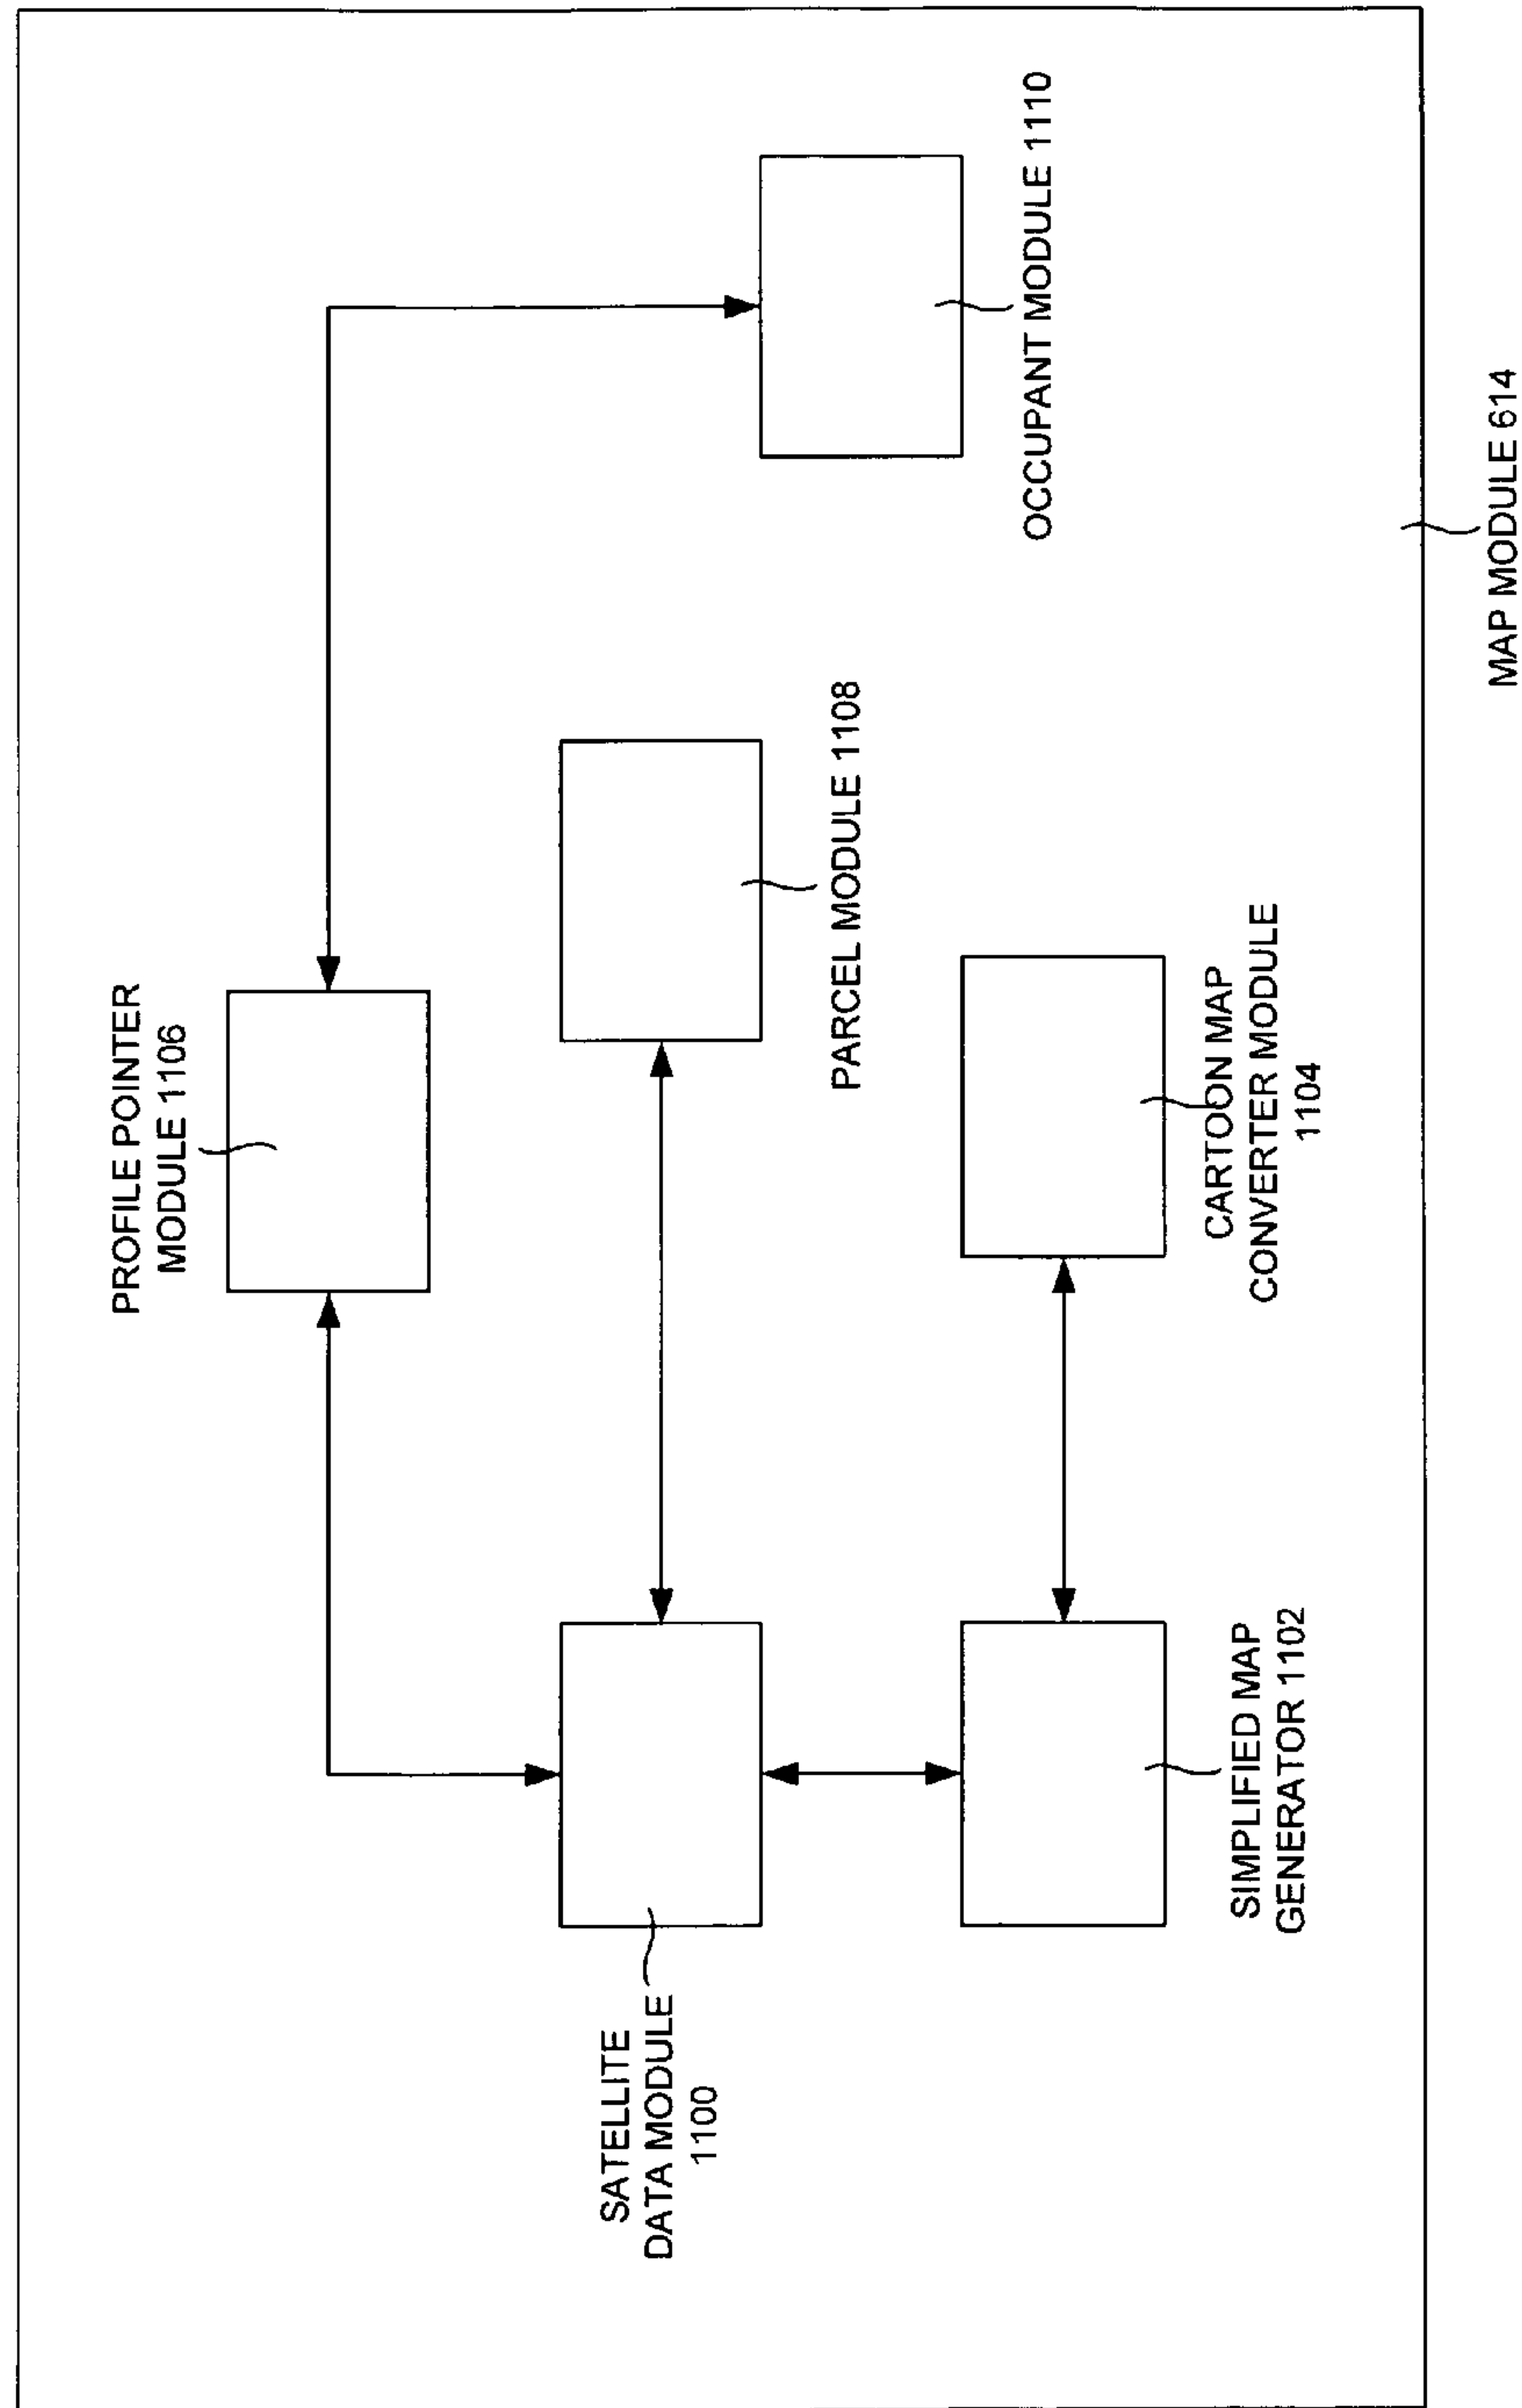 PROFILE POINTER
MODULE 1106
SATELLITE
DATA MODULE
1100
PARCEL MODULE 1108
OCCUPANT MODULE 1110
SIMPLIFIED MAP
GENERATOR 1102
CARTOON MAP
CONVERTER MODULE
1104
MAP MODULE 614